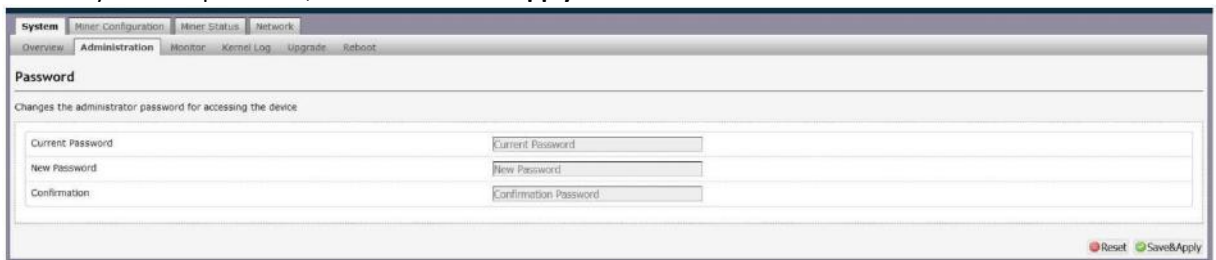 System Miner Configuration Miner Status Network
Overview Administration Monitor Kernel Log Upgrade Reboot
Password
Changes the administrator password for accessing the device
Current Password Current Password
New Password New Password
Confirmation Confirmation Password
Reset Save&Apply